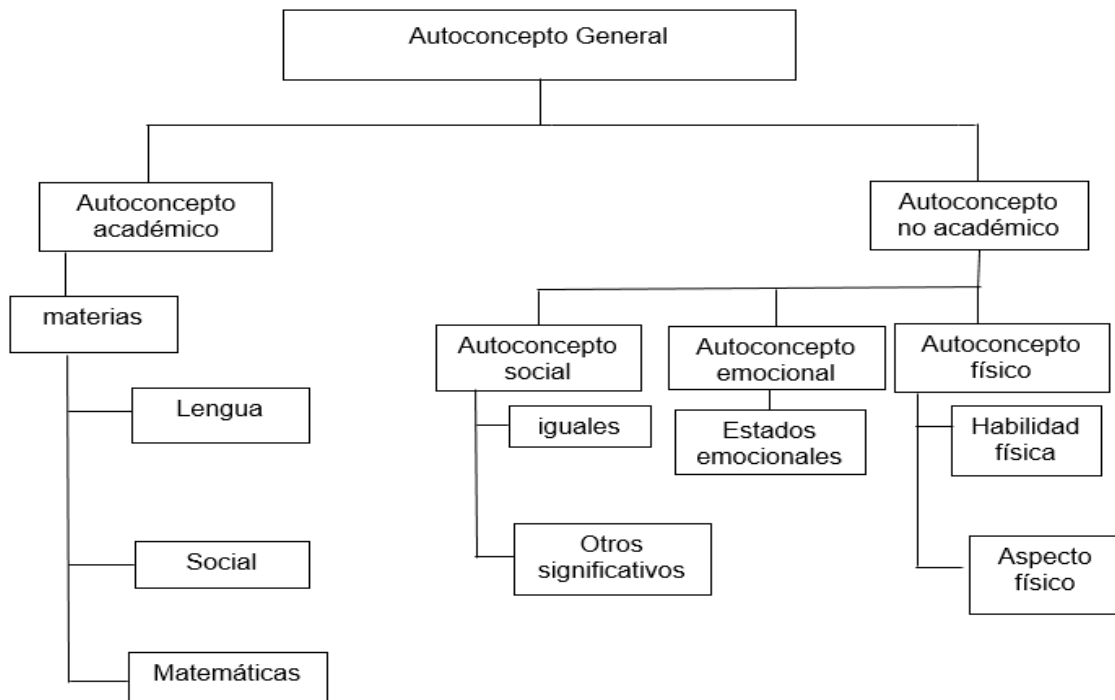 Autoconcepto General
Autoconcepto
académico
Autoconcepto
no académico
materias
Autoconcepto
social
Autoconcepto
emocional
Autoconcepto
físico
Lengua
iguales
Estados
emocionales
Habilidad
física
Social
Otros
significativos
Aspecto
físico
Matemáticas